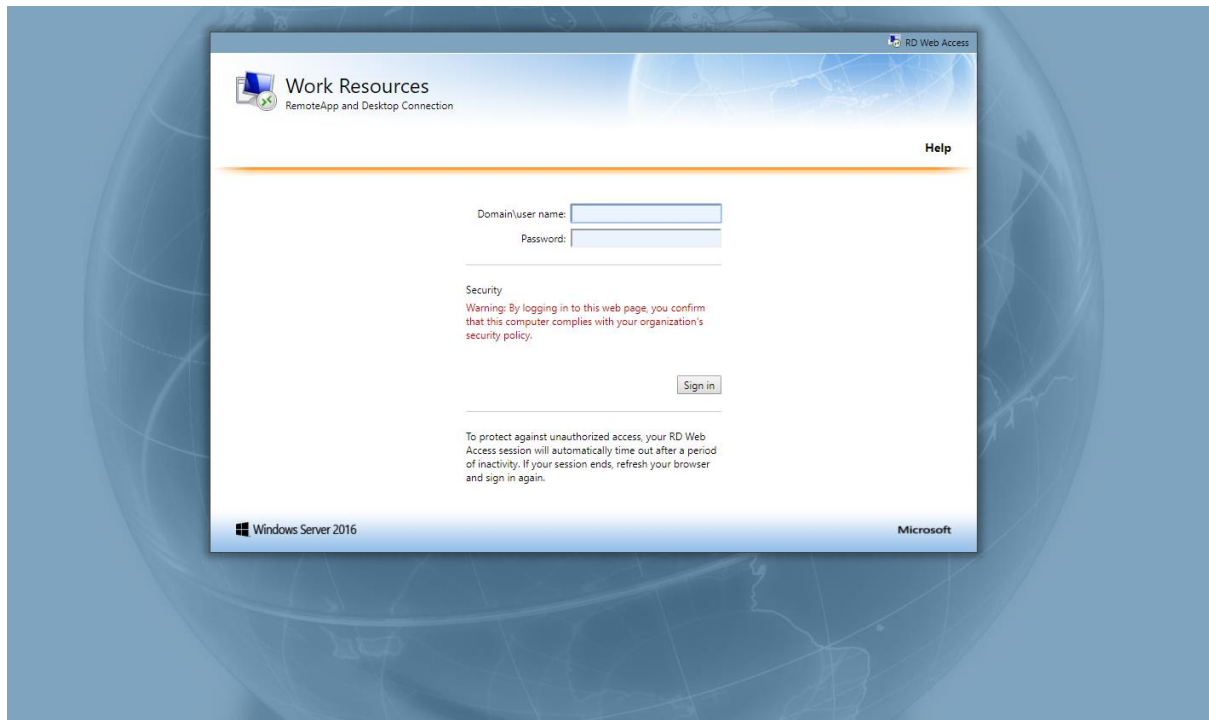 RD Web Access
Work Resources
RemoteApp and Desktop Connection
Help
Domain\user name:
Password:
Security
Warning: By logging in to this web page, you confirm
that this computer complies with your organization's
security policy.
Sign in
To protect against unauthorized access, your RD Web
Access session will automatically time out after a period
of inactivity. If your session ends, refresh your browser
and sign in again.
Windows Server 2016
Microsoft